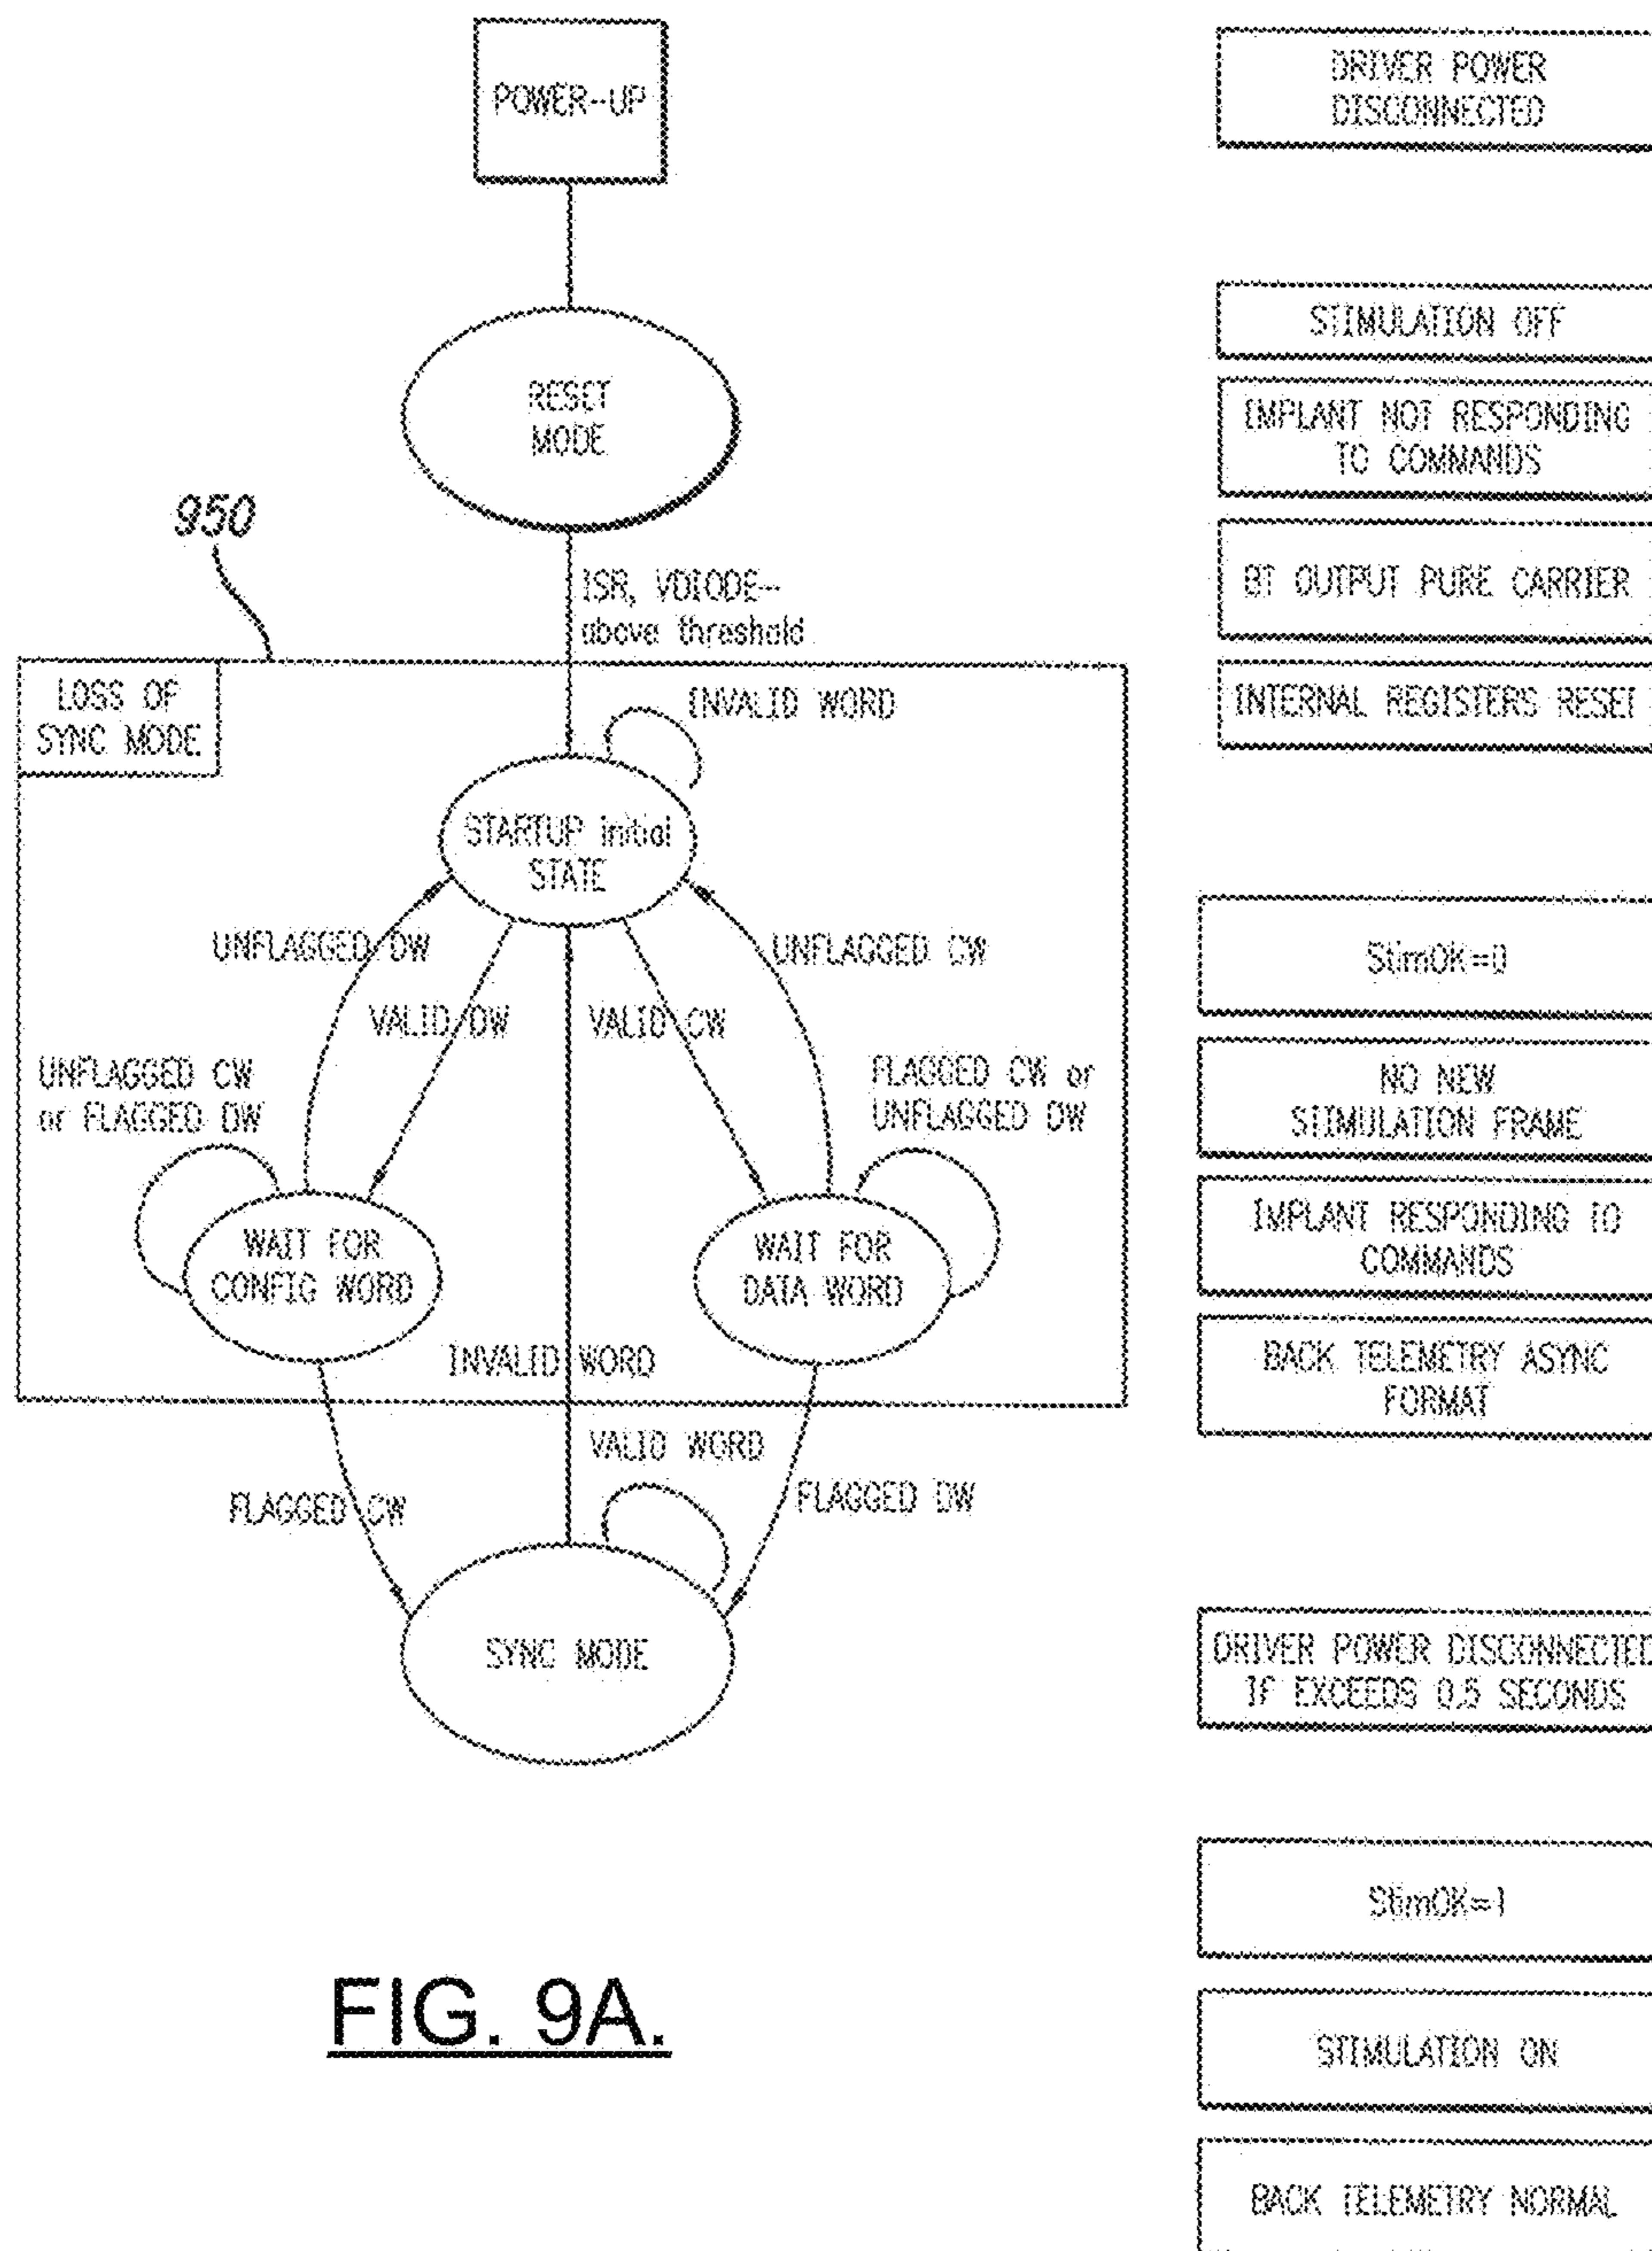 POWER-UP
RESET
MODE
950
ISR, VDIODE-
above threshold
LOSS OF
SYNC MODE
INVALID WORD
STARTUP initial
STATE
UNFLAGGED DW
UNFLAGGED CW
VALID DW
VALID CW
UNFLAGGED CW
or FLAGGED DW
FLAGGED CW or
UNFLAGGED DW
WAIT FOR
CONFIG WORD
WAIT FOR
DATA WORD
INVALID WORD
VALID WORD
FLAGGED CW
FLAGGED DW
SYNC MODE
FIG. 9A.
DRIVER POWER
DISCONNECTED
STIMULATION OFF
IMPLANT NOT RESPONDING
TO COMMANDS
BT OUTPUT PURE CARRIER
INTERNAL REGISTERS RESET
StimOK=0
NO NEW
STIMULATION FRAME
IMPLANT RESPONDING TO
COMMANDS
BACK TELEMETRY ASYNC
FORMAT
DRIVER POWER DISCONNECTED
IF EXCEEDS 0.5 SECONDS
StimOK=1
STIMULATION ON
BACK TELEMETRY NORMAL